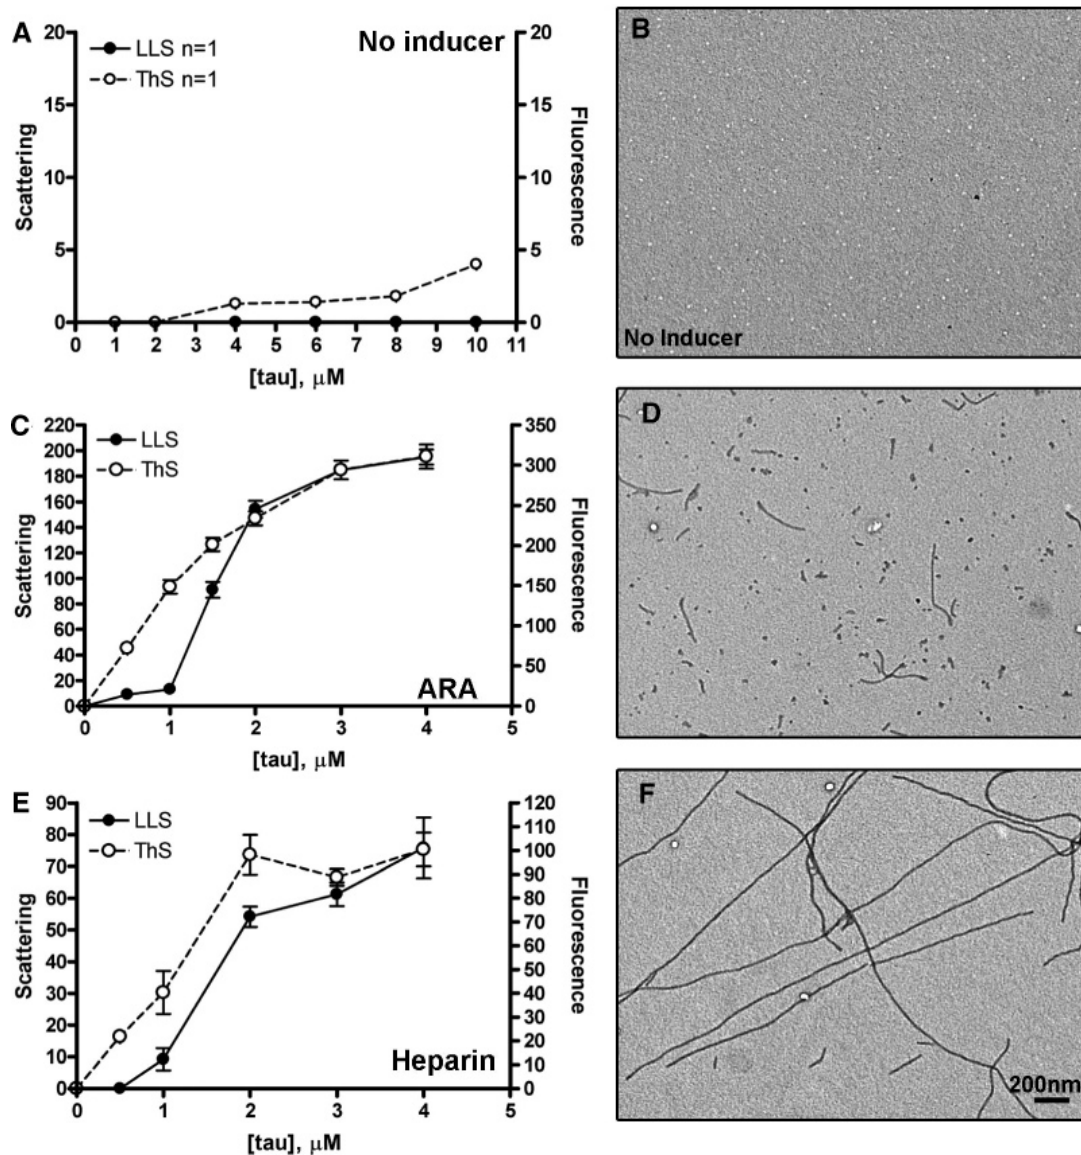 A
No inducer
LLS n=1
ThS n=1
20
15
10
5
0
Scattering
20
15
10
5
0
Fluorescence
0 1 2 3 4 5 6 7 8 9 10 11
[tau], μM
B
No Inducer
C
LLS
ThS
220
200
180
160
140
120
100
80
60
40
20
0
Scattering
350
300
250
200
150
100
50
0
Fluorescence
ARA
0 1 2 3 4 5
[tau], μM
D
E
LLS
ThS
90
80
70
60
50
40
30
20
10
0
Scattering
120
110
100
90
80
70
60
50
40
30
20
10
0
Fluorescence
Heparin
0 1 2 3 4 5
[tau], μM
F
200nm